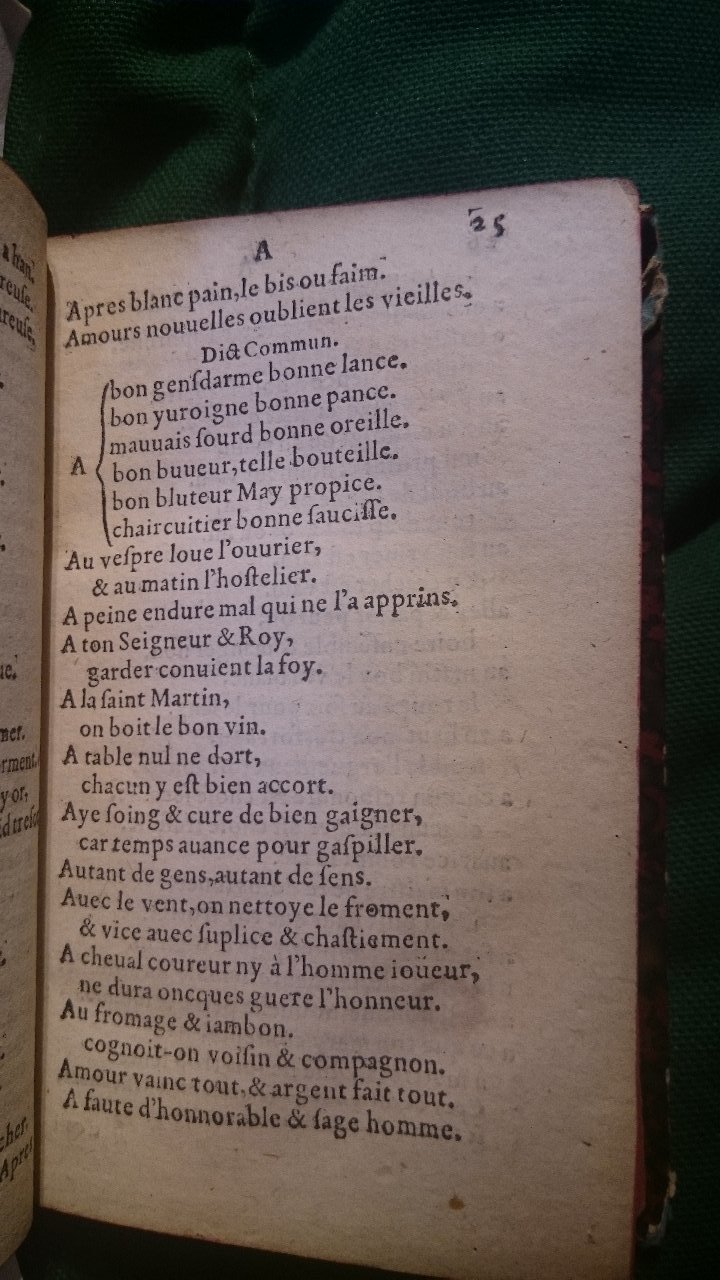 A
25
Apres blanc pain, le bis ou faim.
Amours nouuelles oublient les vieilles.
Dict Commun.
bon genſdarme bonne lance.
bon yuroigne bonne pance.
mauuais ſourd bonne oreille.
A
bon buueur, telle bouteille.
bon bluteur May propice.
chaircuitier bonne ſauciſſe.
Au veſpre loue l'ouurier,
& au matin l'hoſtelier.
A peine endure mal qui ne l'a apprins.
A ton Seigneur & Roy,
garder conuient la foy.
A la ſaint Martin,
on boit le bon vin.
A table nul ne dort,
chacun y eſt bien accort.
Aye ſoing & cure de bien gaigner,
car temps auance pour gaſpiller.
Autant de gens, autant de ſens.
Auec le vent, on nettoye le froment,
& vice auec ſuplice & chaſtiement.
A cheual coureur ny à l'homme ioüeur,
ne dura oncques guere l'honneur.
Au fromage & iambon.
cognoit-on voiſin & compagnon.
Amour vainc tout, & argent fait tout.
A faute d'honnorable & ſage homme.